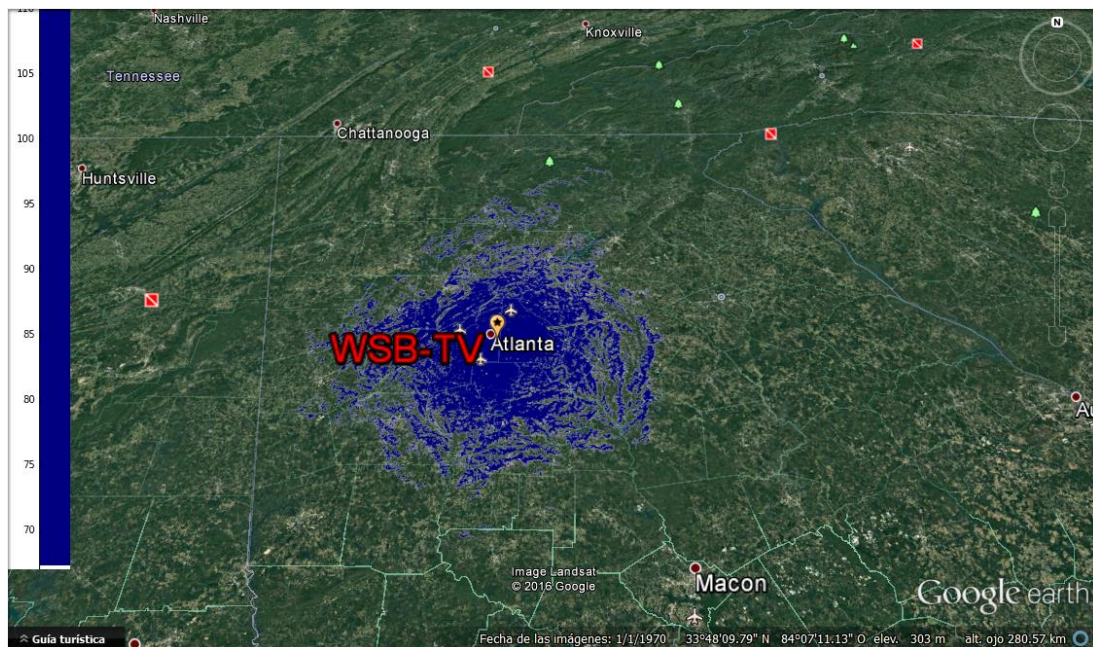 110
Nashville
Knoxville
105
Tennessee
Chattanooga
100
Huntsville
95
90
85
WSB-TV
Atlanta
80
Au
75
70
Image Landsat
© 2016 Google
Macon
Google earth
N
Guía turística
Fecha de las imágenes: 1/1/1970 33°48'09.79" N 84°07'11.13" O elev. 303 m alt. ojo 280.57 km